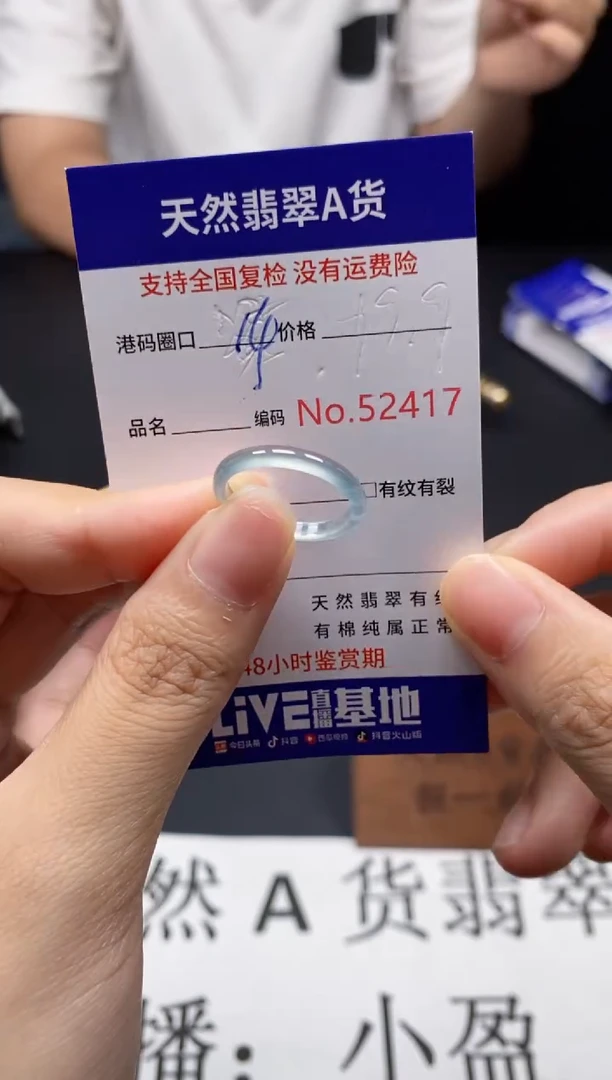 天然翡翠A货
支持全国复检 没有运费险
港码圈口 14 价格
品名 编码 No.52417
□有纹有裂
天然翡翠有
有棉纯属正常
48小时鉴赏期
LiVE直播基地
今日头条 抖音 西瓜视频 抖音火山版
然A货翡翠
播：小盈